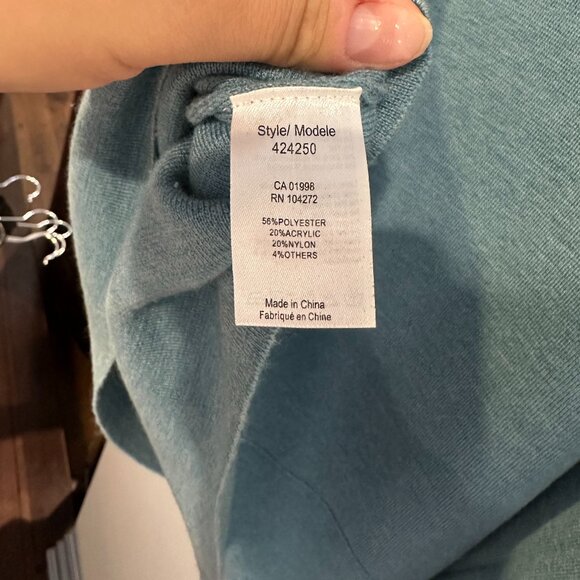 Style/ Modele
424250
CA 01998
RN 104272
56%POLYESTER
20%ACRYLIC
20%NYLON
4%OTHERS
Made in China
Fabriqué en Chine